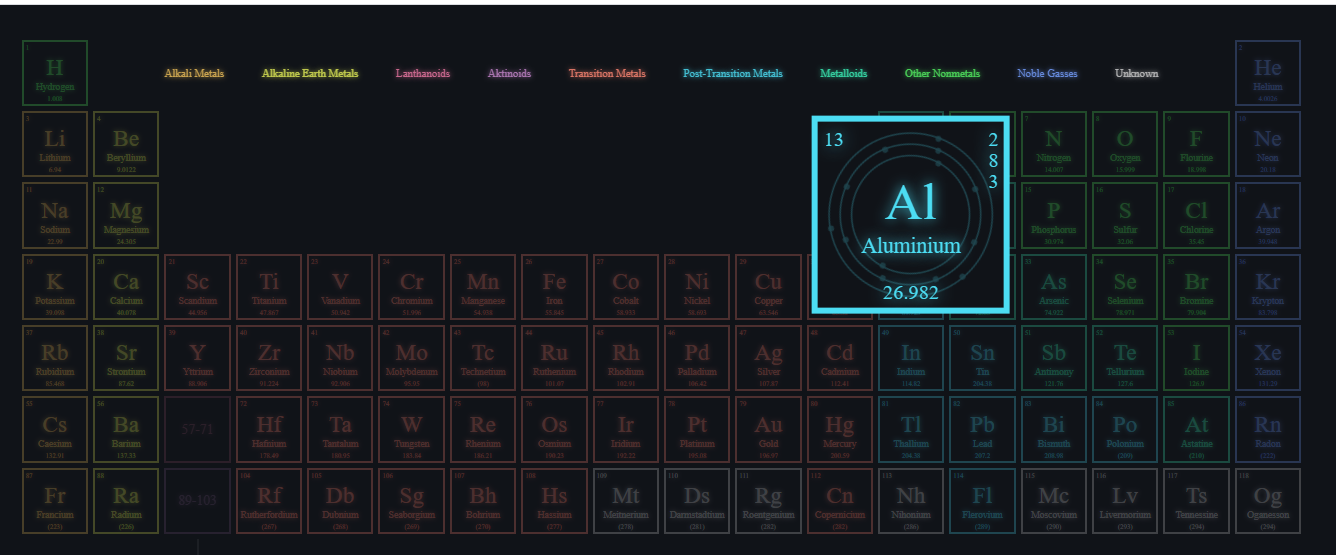 1
H
Hydrogen
1.008
Alkali Metals Alkaline Earth Metals Lanthanoids Aktinoids Transition Metals Post-Transition Metals Metalloids Other Nonmetals Noble Gasses Unknown
He
Helium
4.0026
3 4 7 8 9 10
Li Be N O F Ne
Lithium Beryllium Nitrogen Oxygen Flourine Neon
6.94 9.0122 14.007 15.999 18.998 20.18
13
2
8
3
Al
Aluminium
26.982
11 12 15 16 17 18
Na Mg P S Cl Ar
Sodium Magnesium Phosphorus Sulfur Chlorine Argon
22.99 24.305 30.974 32.06 35.45
19 20 21 22 23 24 25 26 27 28 29 33 34 35 36
K Ca Sc Ti V Cr Mn Fe Co Ni Cu As Se Br Kr
Potassium Calcium Scandium Titanium Vanadium Chromium Manganese Iron Cobalt Nickel Copper Arsenic Selenium Bromine Krypton
39.098 40.078 44.956 47.867 50.942 51.996 54.938 55.845 58.933 58.693 63.546 74.922 78.971 83.798
37 38 39 40 41 42 43 44 45 46 47 48 49 50 51 52 53 54
Rb Sr Y Zr Nb Mo Tc Ru Rh Pd Ag Cd In Sn Sb Te I Xe
Rubidium Strontium Yttrium Zirconium Niobium Molybdenum Technetium Ruthenium Rhodium Palladium Silver Cadmium Indium Tin Antimony Tellurium Iodine Xenon
85.468 87.62 88.906 91.224 92.906 95.95 (98) 101.07 102.91 106.42 107.87 112.41 114.82 204.38 121.76 127.6 126.9 131.29
55 56 72 73 74 75 76 77 78 79 80 81 82 83 84 85 86
Cs Ba 57-71 Hf Ta W Re Os Ir Pt Au Hg Tl Pb Bi Po At Rn
Caesium Barium Hafnium Tantalum Tungsten Rhenium Osmium Iridium Platinum Gold Mercury Thallium Lead Bismuth Polonium Astatine Radon
132.91 137.33 178.49 180.95 183.84 186.21 190.23 192.22 195.08 196.97 200.59 204.38 207.2 208.98 (209) (210) (222)
87 88 104 105 106 107 108 109 110 111 112 113 114 115 116 117 118
Fr Ra 89-103 Rf Db Sg Bh Hs Mt Ds Rg Cn Nh Fl Mc Lv Ts Og
Francium Radium Rutherfordium Dubnium Seaborgium Bohrium Hassium Meitnerium Darmstadtium Roentgenium Copernicium Nihonium Flerovium Moscovium Livermorium Tennessine Oganesson
(223) (226) (267) (268) (269) (270) (277) (278) (281) (282) (282) (286) (289) (290) (293) (294) (294)